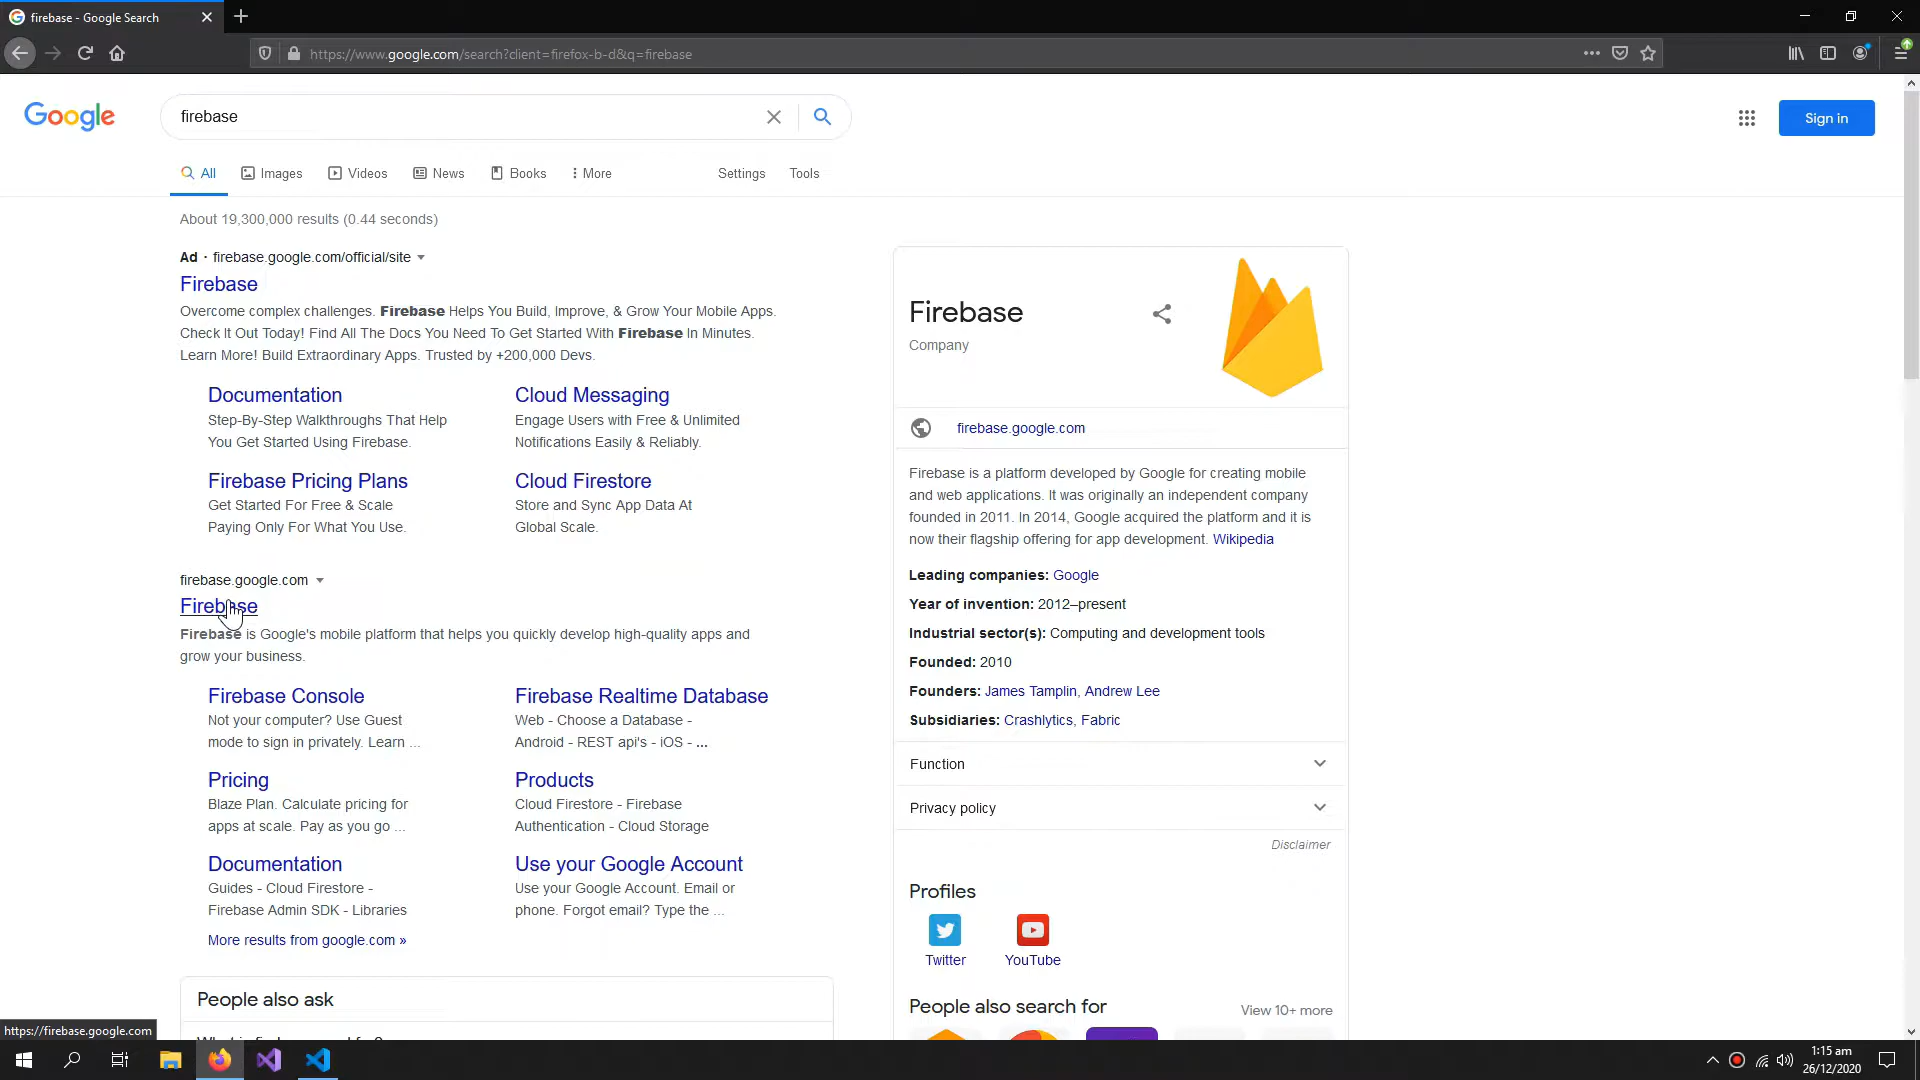 firebase - Google Search
https://www.google.com/search?client=firefox-b-d&q=firebase
Google
firebase
Sign in
All
Images
Videos
News
Books
More
Settings
Tools
About 19,300,000 results (0.44 seconds)
Ad · firebase.google.com/official/site
Firebase
Overcome complex challenges. Firebase Helps You Build, Improve, & Grow Your Mobile Apps.
Check It Out Today! Find All The Docs You Need To Get Started With Firebase In Minutes.
Learn More! Build Extraordinary Apps. Trusted by +200,000 Devs.
Documentation
Step-By-Step Walkthroughs That Help
You Get Started Using Firebase.
Cloud Messaging
Engage Users with Free & Unlimited
Notifications Easily & Reliably.
Firebase Pricing Plans
Get Started For Free & Scale
Paying Only For What You Use.
Cloud Firestore
Store and Sync App Data At
Global Scale.
firebase.google.com
Firebase
Firebase is Google's mobile platform that helps you quickly develop high-quality apps and
grow your business.
Firebase Console
Not your computer? Use Guest
mode to sign in privately. Learn ...
Firebase Realtime Database
Web - Choose a Database -
Android - REST api's - iOS - ...
Pricing
Blaze Plan. Calculate pricing for
apps at scale. Pay as you go ...
Products
Cloud Firestore - Firebase
Authentication - Cloud Storage
Documentation
Guides - Cloud Firestore -
Firebase Admin SDK - Libraries
Use your Google Account
Use your Google Account. Email or
phone. Forgot email? Type the ...
More results from google.com »
People also ask
Firebase
Company
firebase.google.com
Firebase is a platform developed by Google for creating mobile
and web applications. It was originally an independent company
founded in 2011. In 2014, Google acquired the platform and it is
now their flagship offering for app development. Wikipedia
Leading companies: Google
Year of invention: 2012–present
Industrial sector(s): Computing and development tools
Founded: 2010
Founders: James Tamplin, Andrew Lee
Subsidiaries: Crashlytics, Fabric
Function
Privacy policy
Disclaimer
Profiles
Twitter
YouTube
People also search for
View 10+ more
https://firebase.google.com
1:15 am
26/12/2020